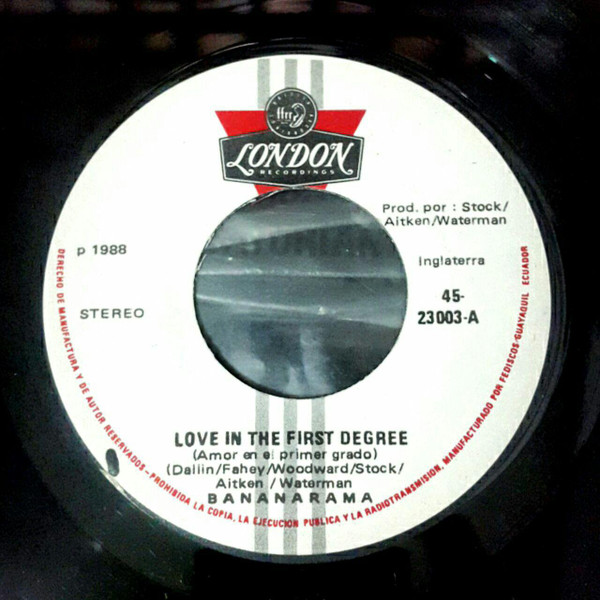 ffrr
LONDON
RECORDINGS
Prod. por : Stock/
Aitken/Waterman
p 1988
Inglaterra
STEREO
45-
23003-A
LOVE IN THE FIRST DEGREE
(Amor en el primer grado)
(Dallin/Fahey/Woodward/Stock/
Aitken / Waterman
BANANARAMA
DERECHO DE MANUFACTURA Y DE AUTOR RESERVADOS-PROHIBIDA LA COPIA, LA EJECUCION PUBLICA Y LA RADIOTRANSMISION, MANUFACTURADO POR FEDISCOS-GUAYAQUIL ECUADOR